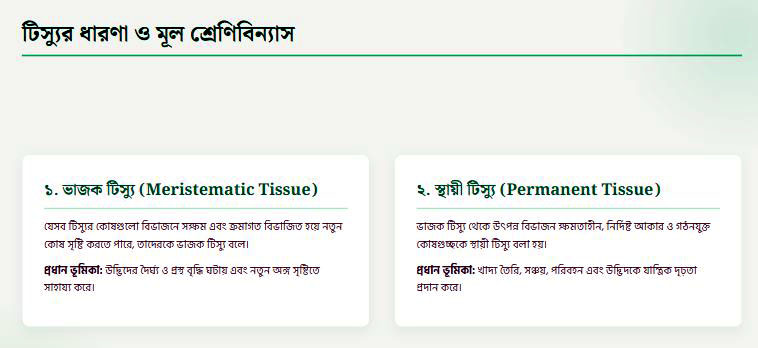 টিস্যুর ধারণা ও মূল শ্রেণিবিন্যাস
১. ভাজক টিস্যু (Meristematic Tissue)
যেসব টিস্যুর কোষগুলো বিভাজনে সক্ষম এবং ক্রমাগত বিভাজিত হয়ে নতুন
কোষ সৃষ্টি করতে পারে, তাদেরকে ভাজক টিস্যু বলে।
প্রধান ভূমিকা: উদ্ভিদের দৈর্ঘ্য ও প্রস্থ বৃদ্ধি ঘটায় এবং নতুন অঙ্গ সৃষ্টিতে
সাহায্য করে।
২. স্থায়ী টিস্যু (Permanent Tissue)
ভাজক টিস্যু থেকে উৎপন্ন বিভাজন ক্ষমতাহীন, নির্দিষ্ট আকার ও গঠনযুক্ত
কোষগুচ্ছকে স্থায়ী টিস্যু বলা হয়।
প্রধান ভূমিকা: খাদ্য তৈরি, সঞ্চয়, পরিবহন এবং উদ্ভিদকে যান্ত্রিক দৃঢ়তা
প্রদান করে।